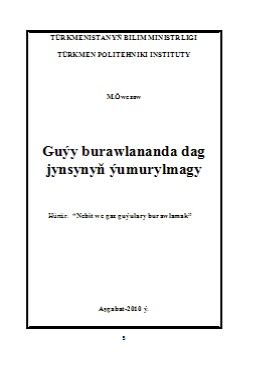 TÜRKMENISTANYŇ BILIM MINISTRLIGI
TÜRKMEN POLITEHNIKI INSTITUTY
M.Öwezow
Guýy burawlananda dag
jynsynyň ýumurylmagy
Hünär: “Nebit we gaz guýulary burawlamak”
Aşgabat-2010 ý.